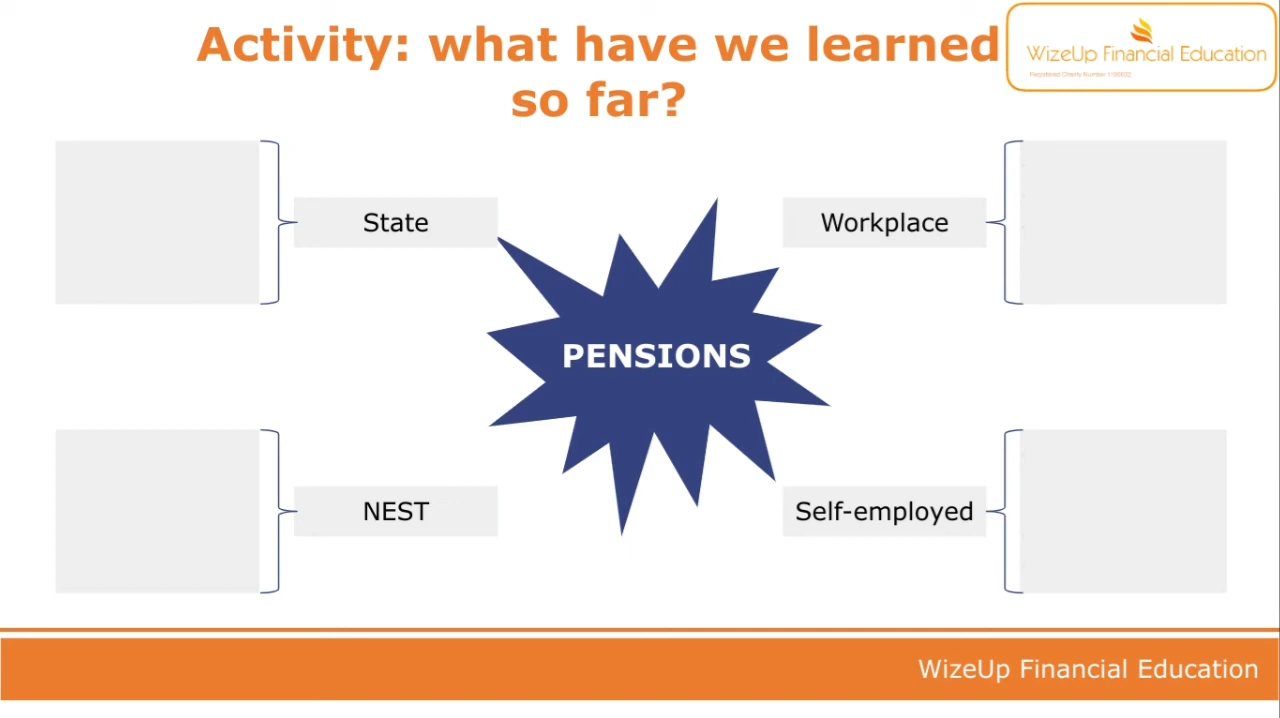 Activity: what have we learned
so far?
WizeUp Financial Education
State
Workplace
PENSIONS
NEST
Self-employed
WizeUp Financial Education